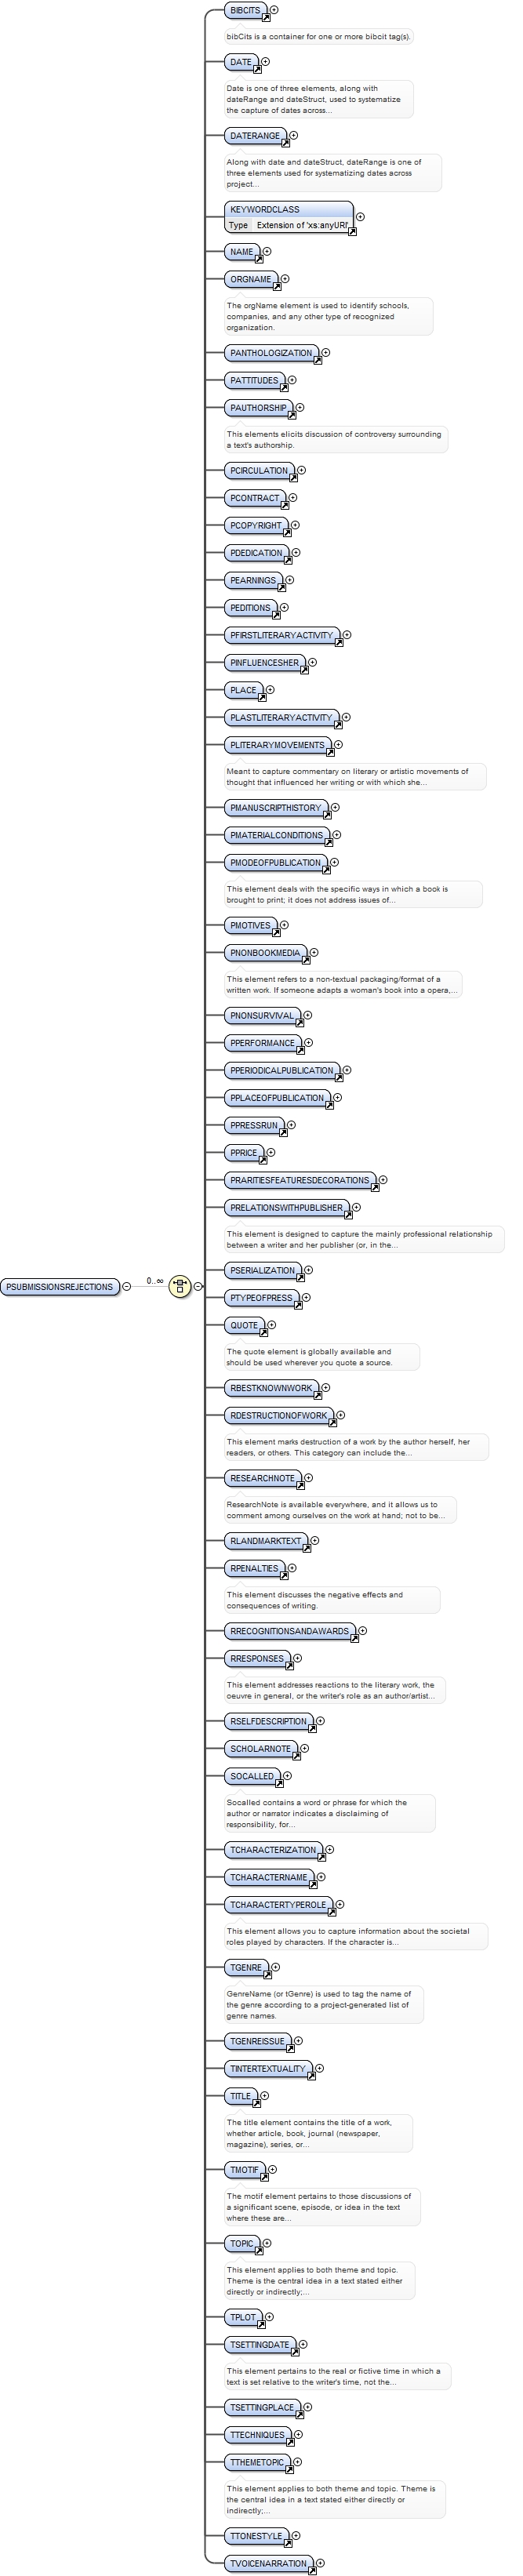 BIBCITS
bibCits is a container for one or more bibcit tag(s).
DATE
Date is one of three elements, along with
dateRange and dateStruct, used to systematize
the capture of dates across...
DATERANGE
Along with date and dateStruct, dateRange is one of
three elements used for systematizing dates across
project...
KEYWORDCLASS
Type Extension of 'xs:anyURI'
NAME
ORGNAME
The orgName element is used to identify schools,
companies, and any other type of recognized
organization.
PANTHOLOGIZATION
PATTITUDES
PAUTHORSHIP
This elements elicits discussion of controversy surrounding
a text's authorship.
PCIRCULATION
PCONTRACT
PCOPYRIGHT
PDEDICATION
PEARNINGS
PEDITIONS
PFIRSTLITERARYACTIVITY
PINFLUENCESHER
PLACE
PLASTLITERARYACTIVITY
PLITERARYMOVEMENTS
Meant to capture commentary on literary or artistic movements of
thought that influenced her writing or with which she...
PMANUSCRIPTHISTORY
PMATERIALCONDITIONS
PMODEOFPUBLICATION
This element deals with the specific ways in which a book is
brought to print; it does not address issues of...
PMOTIVES
PNONBOOKMEDIA
This element refers to a non-textual packaging/format of a
written work. If someone adapts a woman's book into a opera,...
PNONSURVIVAL
PPERFORMANCE
PPERIODICALPUBLICATION
PPLACEOFPUBLICATION
PPRESSRUN
PPRICE
PRARITIESFEATURESDECORATIONS
PRELATIONSWITHPUBLISHER
This element is designed to capture the mainly professional relationship
between a writer and her publisher (or, in the...
PSERIALIZATION
PSUBMISSIONSREJECTIONS 0..∞
PTYPEOFPRESS
QUOTE
The quote element is globally available and
should be used wherever you quote a source.
RBESTKNOWNWORK
RDESTRUCTIONOFWORK
This element marks destruction of a work by the author herself, her
readers, or others. This category can include the...
RESEARCHNOTE
ResearchNote is available everywhere, and it allows us to
comment among ourselves on the work at hand; not to be...
RLANDMARKTEXT
RPENALTIES
This element discusses the negative effects and
consequences of writing.
RRECOGNITIONSANDAWARDS
RRESPONSES
This element addresses reactions to the literary work, the
oeuvre in general, or the writer's role as an author/artist...
RSELFDESCRIPTION
SCHOLARNOTE
SOCALLED
Socalled contains a word or phrase for which the
author or narrator indicates a disclaiming of
responsibility, for...
TCHARACTERIZATION
TCHARACTERNAME
TCHARACTERTYPEROLE
This element allows you to capture information about the societal
roles played by characters. If the character is...
TGENRE
GenreName (or tGenre) is used to tag the name of
the genre according to a project-generated list of
genre names.
TGENREISSUE
TINTERTEXTUALITY
TITLE
The title element contains the title of a work,
whether article, book, journal (newspaper,
magazine), series, or...
TMOTIF
The motif element pertains to those discussions of
a significant scene, episode, or idea in the text
where these are...
TOPIC
This element applies to both theme and topic.
Theme is the central idea in a text stated either
directly or indirectly;...
TPLOT
TSETTINGDATE
This element pertains to the real or fictive time in which a
text is set relative to the writer's time, not the...
TSETTINGPLACE
TTECHNIQUES
TTHEMETOPIC
This element applies to both theme and topic. Theme is
the central idea in a text stated either directly or
indirectly;...
TTONESTYLE
TVOICENARRATION